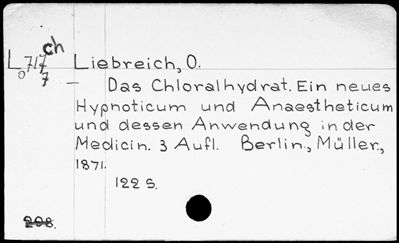 L 717 ch
o 7
Liebreich, O.
— Das Chloralhydrat. Ein neues
Hypnoticum und Anaestheticum
und dessen Anwendung in der
Medicin. 3 Aufl. Berlin., Müller.,
1871.
122 S.
208.